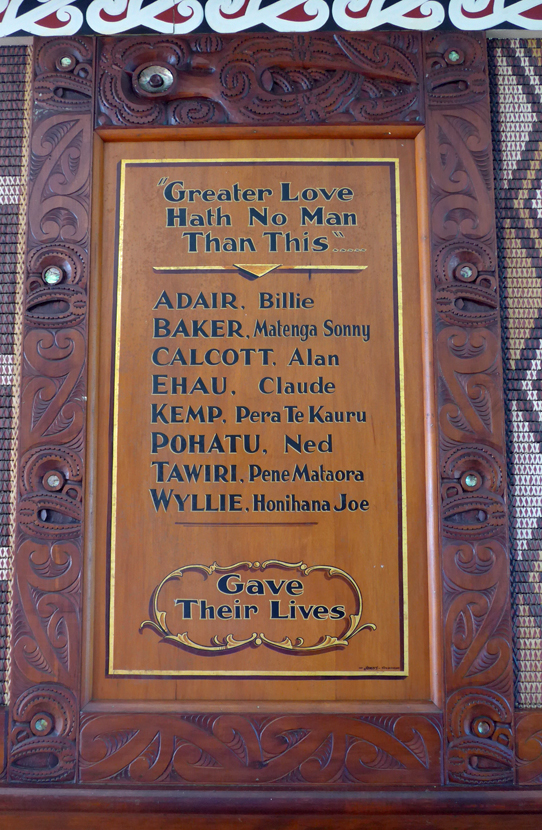 "Greater Love
Hath No Man
Than This"......
ADAIR, Billie
BAKER, Matenga Sonny
CALCOTT, Alan
EHAU, Claude
KEMP, Pera Te Kauru
POHATU, Ned
TAWIRI, Pene Mataora
WYLLIE, Honihana Joe
Gave
Their Lives